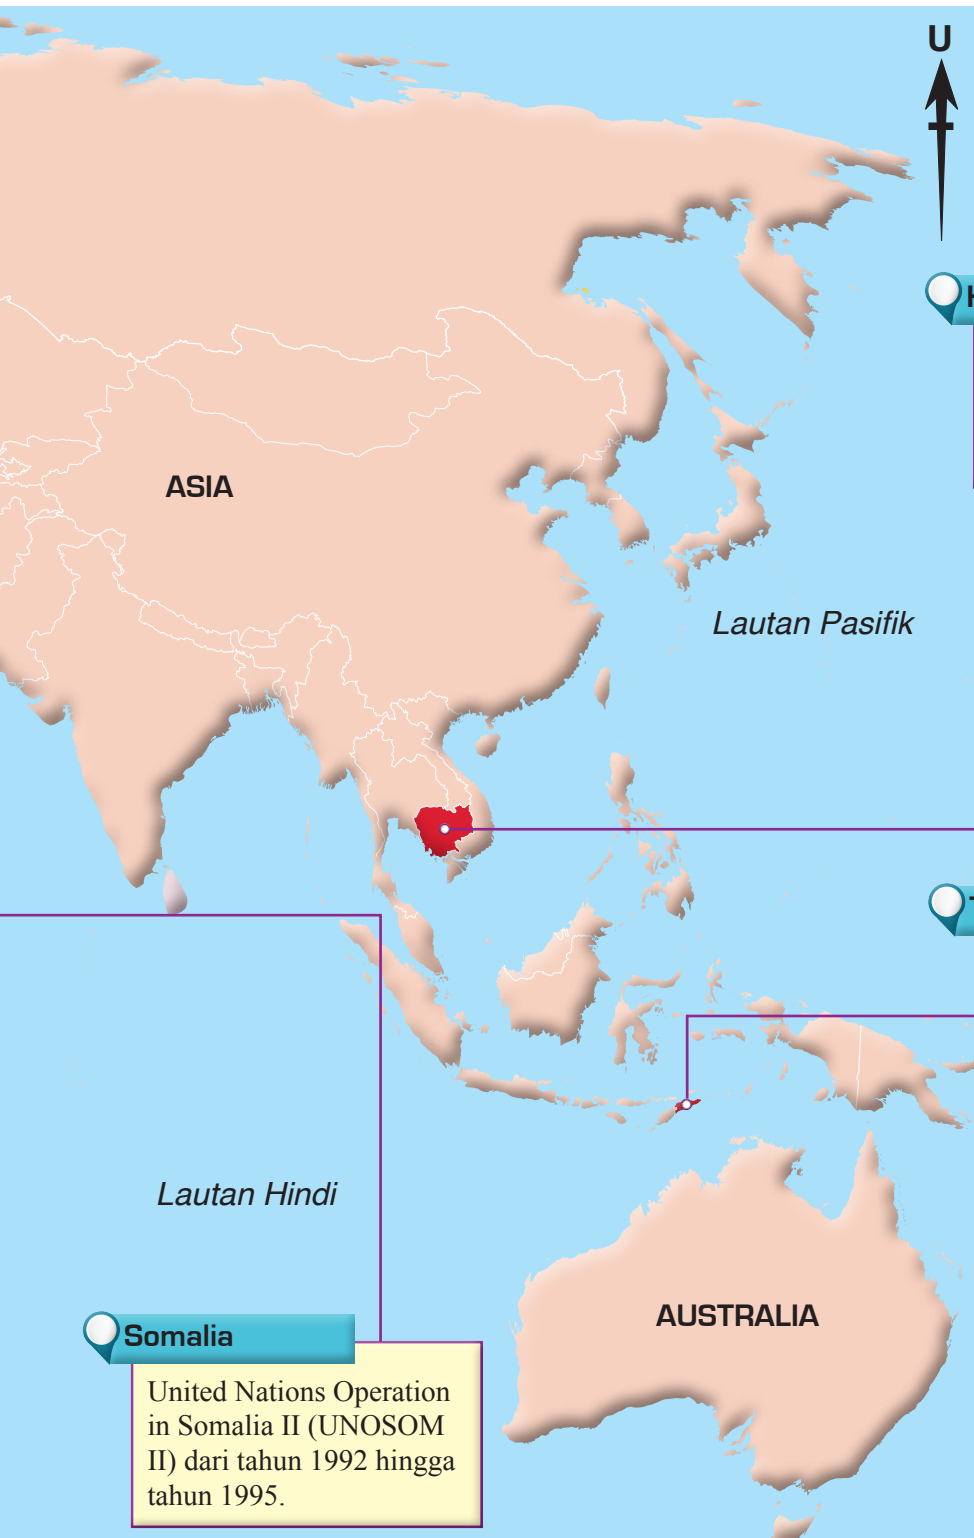 U
ASIA
Lautan Pasifik
Lautan Hindi
AUSTRALIA
Somalia
United Nations Operation
in Somalia II (UNOSOM
II) dari tahun 1992 hingga
tahun 1995.